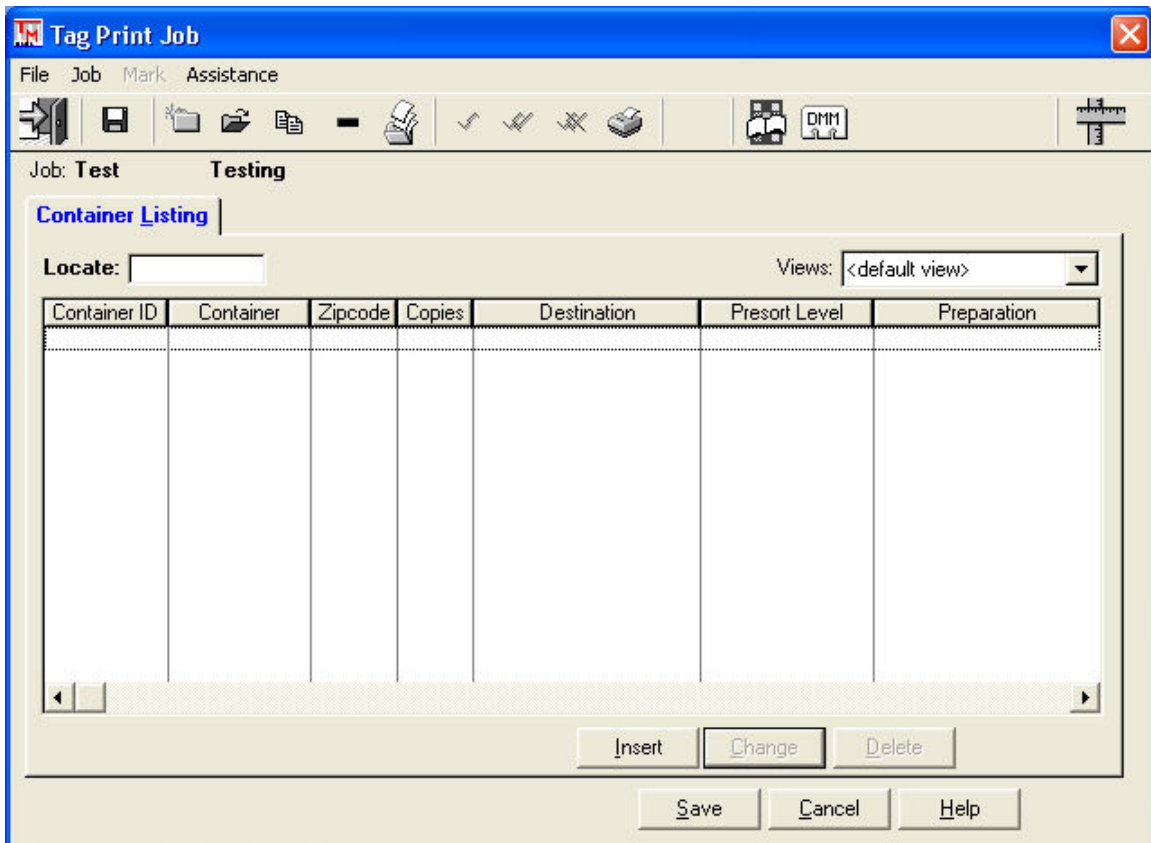 TM Tag Print Job
File Job Mark Assistance
DMM
Job: Test Testing
Container Listing
Locate: Views: <default view>
Container ID Container Zipcode Copies Destination Presort Level Preparation
Insert Change Delete
Save Cancel Help